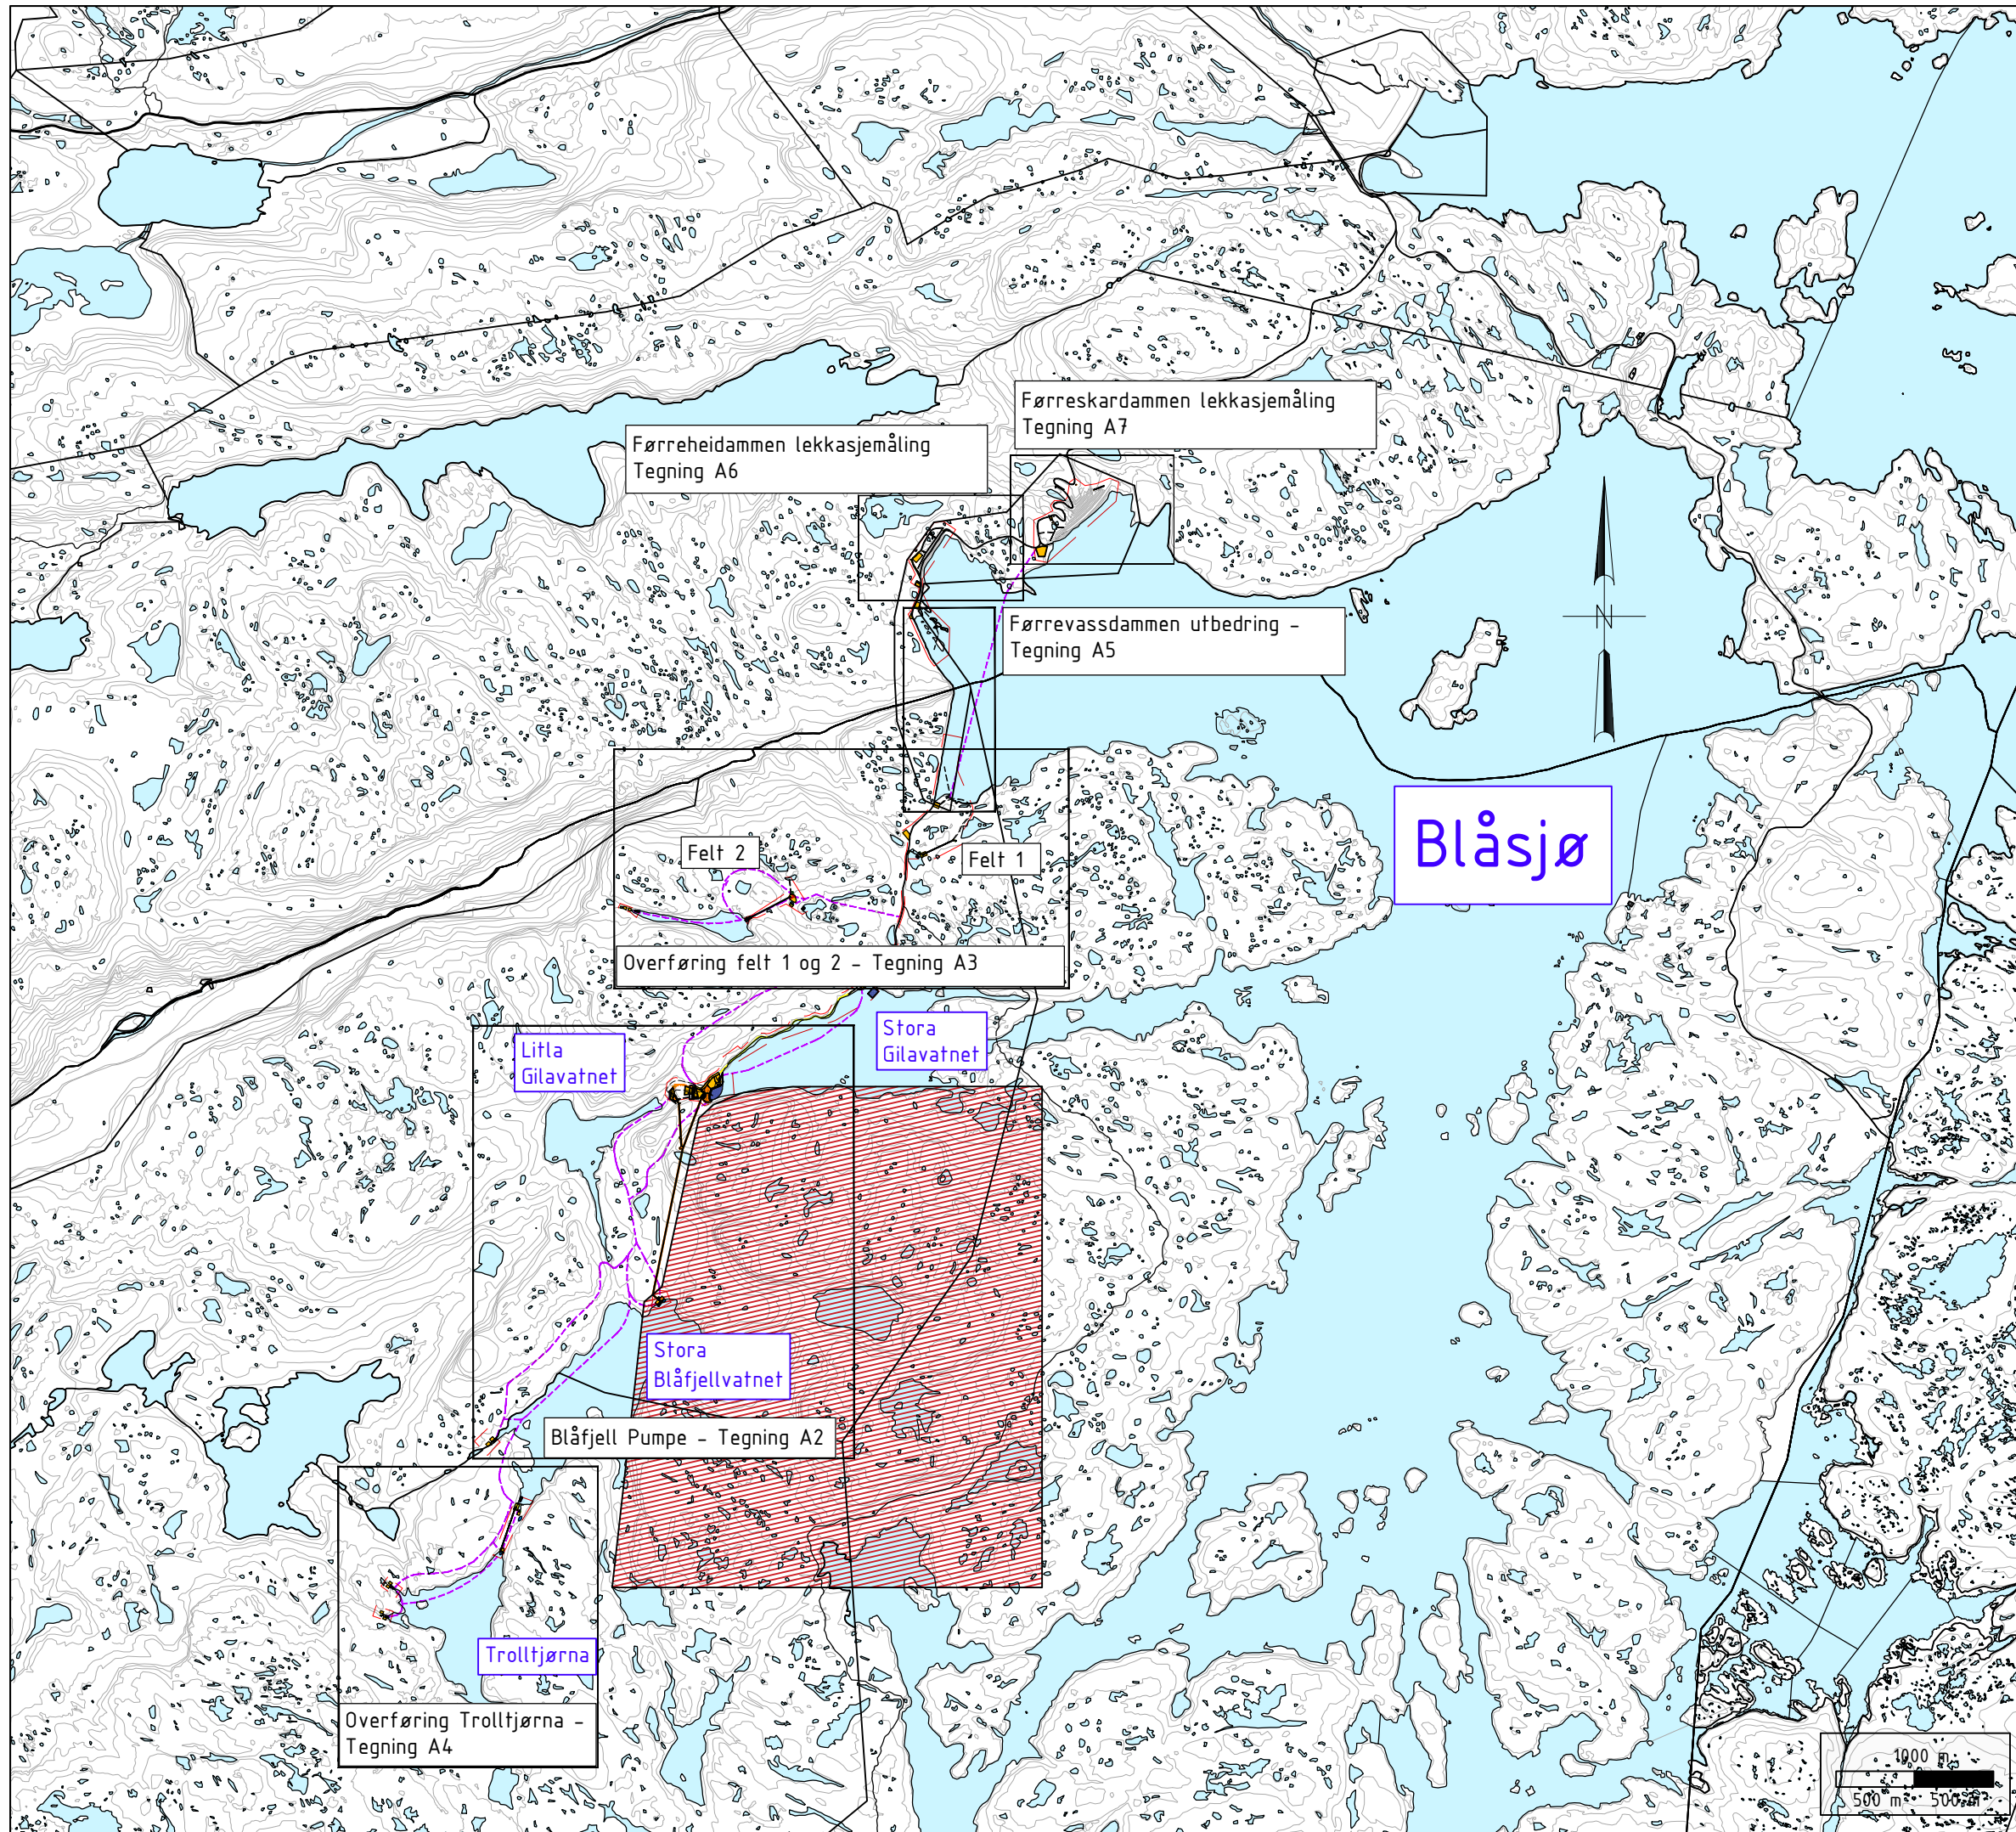 Førreskardammen lekkasjemåling
Tegning A7
Førreheidammen lekkasjemåling
Tegning A6
N
Førrevassdammen utbedring –
Tegning A5
Blåsjø
Felt 2
Felt 1
Overføring felt 1 og 2 – Tegning A3
Stora
Gilavatnet
Litla
Gilavatnet
Stora
Blåfjellvatnet
Blåfjell Pumpe – Tegning A2
Trolltjørna
Overføring Trolltjørna –
Tegning A4
1000 m
500 m 500 m